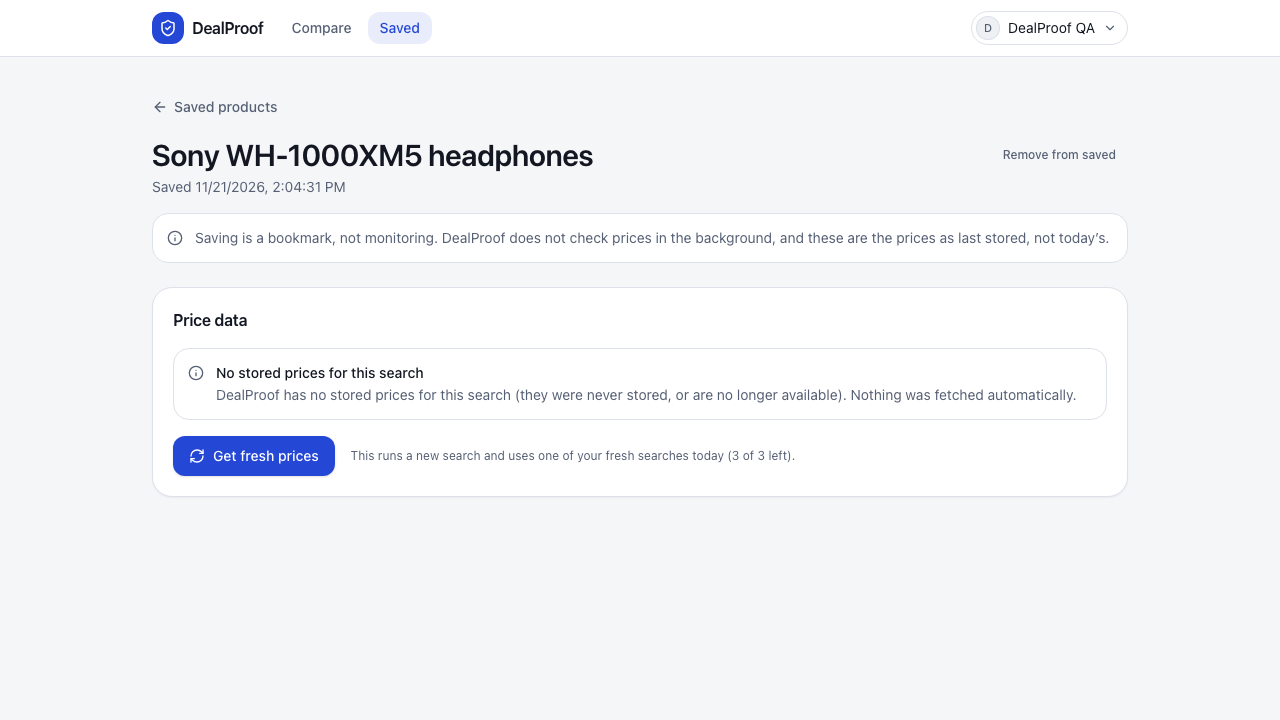 DealProof
Compare
Saved
D
DealProof QA
Saved products
Sony WH-1000XM5 headphones
Remove from saved
Saved 11/21/2026, 2:04:31 PM
Saving is a bookmark, not monitoring. DealProof does not check prices in the background, and these are the prices as last stored, not today’s.
Price data
No stored prices for this search
DealProof has no stored prices for this search (they were never stored, or are no longer available). Nothing was fetched automatically.
Get fresh prices
This runs a new search and uses one of your fresh searches today (3 of 3 left).